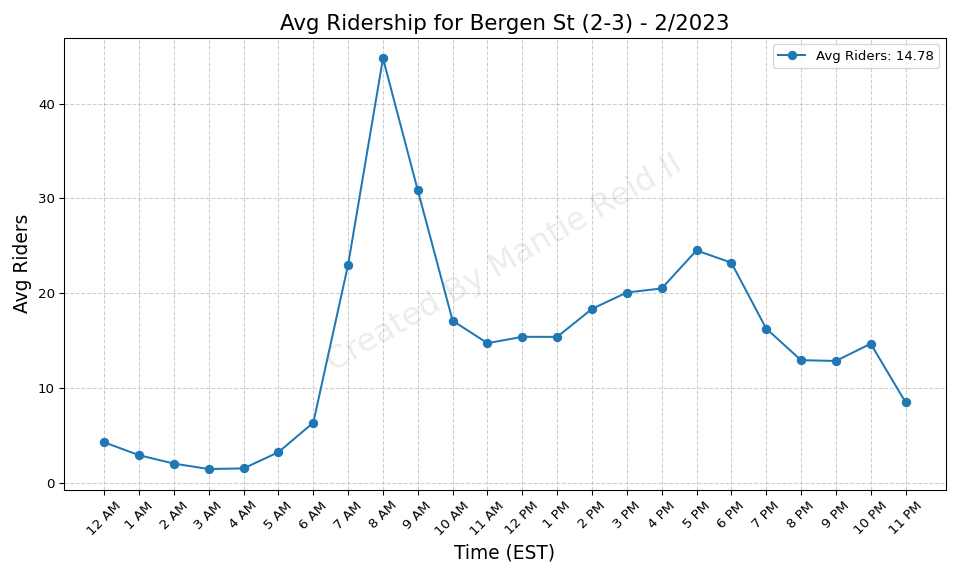 Avg Ridership for Bergen St (2-3) - 2/2023
Avg Riders: 14.78
Avg Riders
40
30
20
10
0
Created By Mantie Reid II
12 AM
1 AM
2 AM
3 AM
4 AM
5 AM
6 AM
7 AM
8 AM
9 AM
10 AM
11 AM
12 PM
1 PM
2 PM
3 PM
4 PM
5 PM
6 PM
7 PM
8 PM
9 PM
10 PM
11 PM
Time (EST)